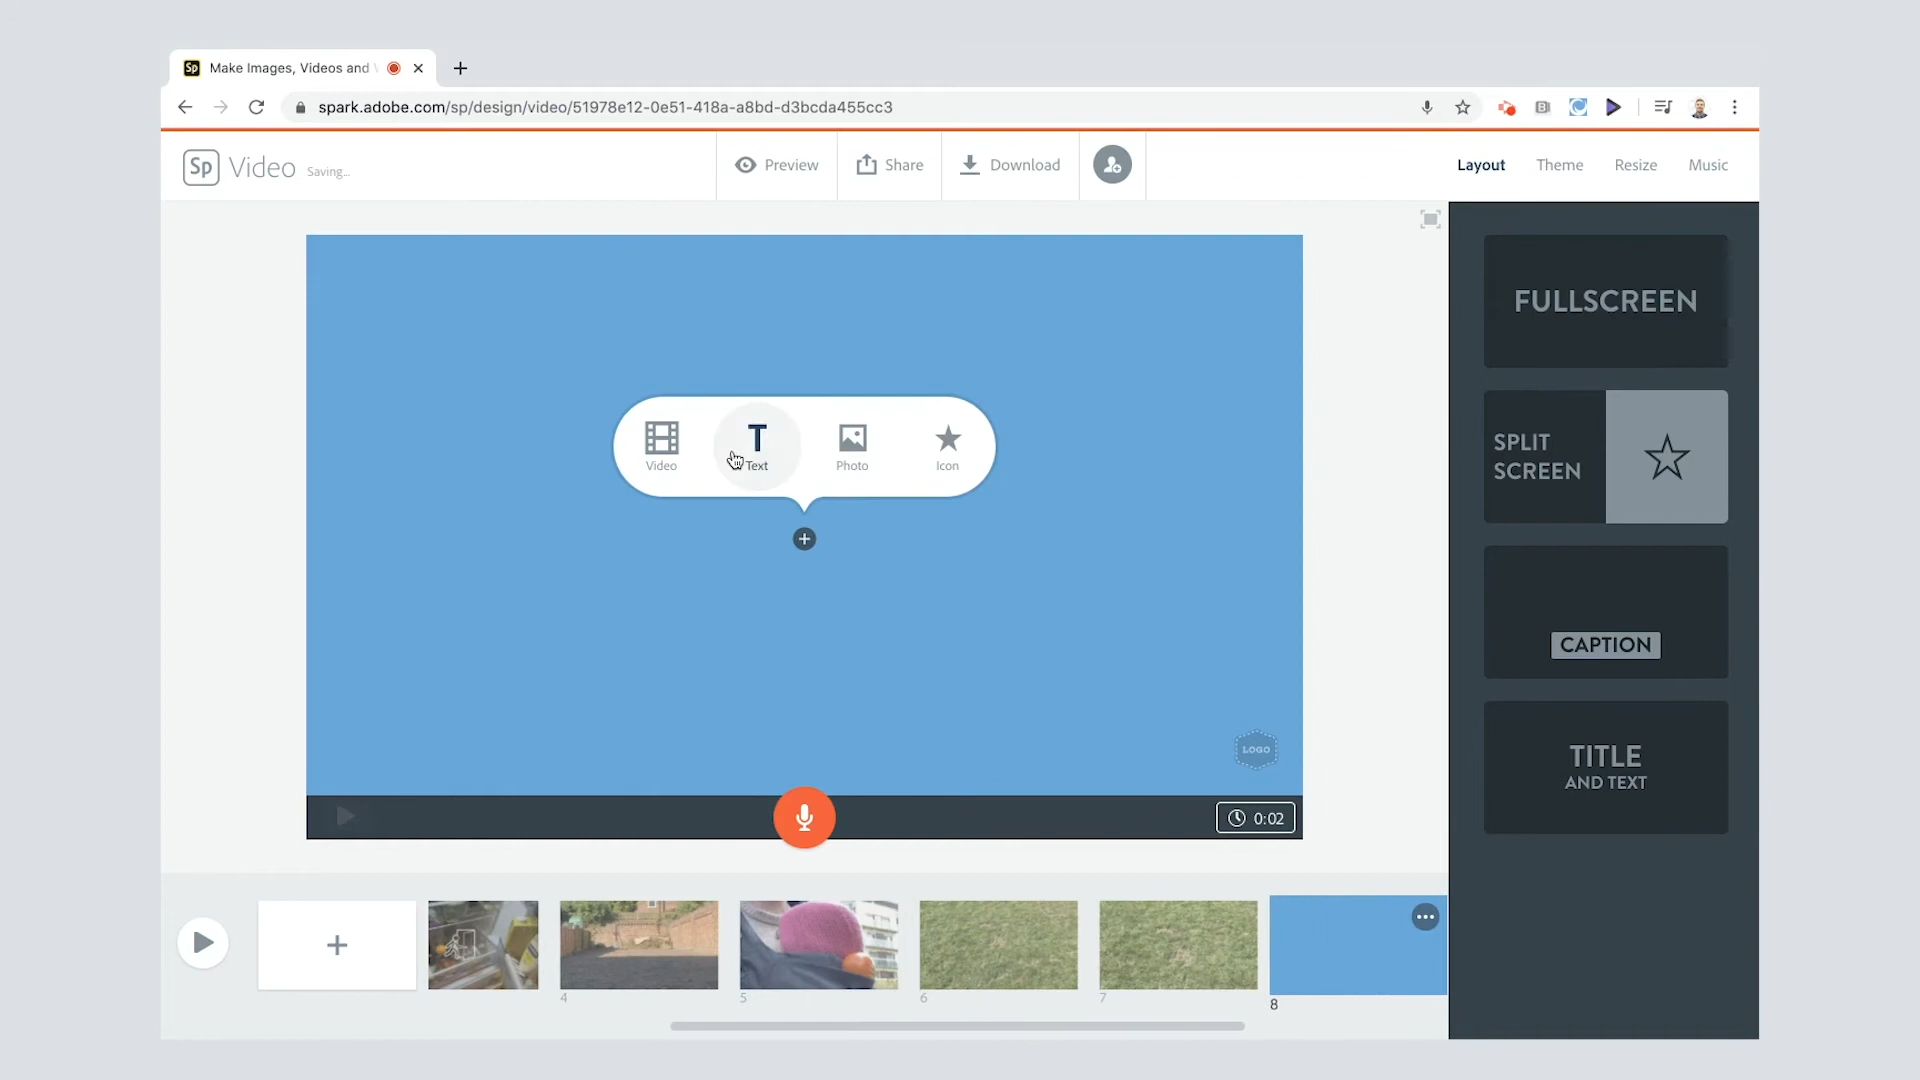 Sp Make Images, Videos and
spark.adobe.com/sp/design/video/51978e12-0e51-418a-a8bd-d3bcda455cc3
Sp Video Saving...
Preview
Share
Download
Layout
Theme
Resize
Music
Video
Text
Photo
Icon
LOGO
0:02
FULLSCREEN
SPLIT
SCREEN
CAPTION
TITLE
AND TEXT
4
5
6
7
8